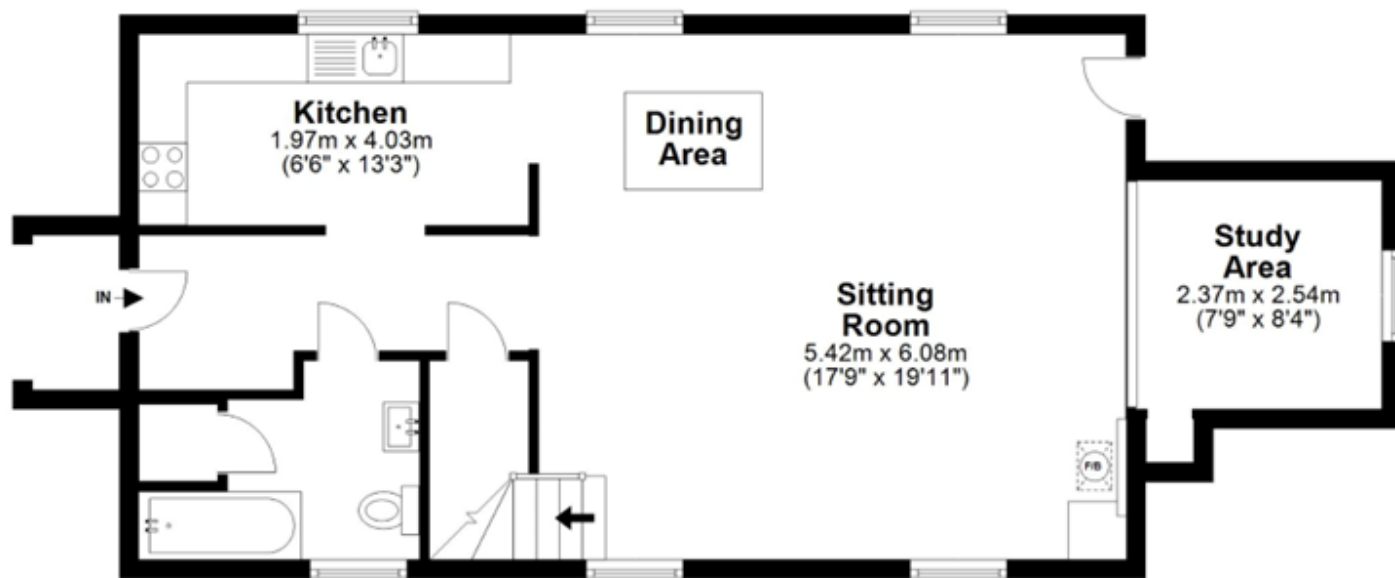 Kitchen
1.97m x 4.03m
(6'6" x 13'3")
Dining
Area
Study
Area
2.37m x 2.54m
(7'9" x 8'4")
IN
Sitting
Room
5.42m x 6.08m
(17'9" x 19'11")
F/B